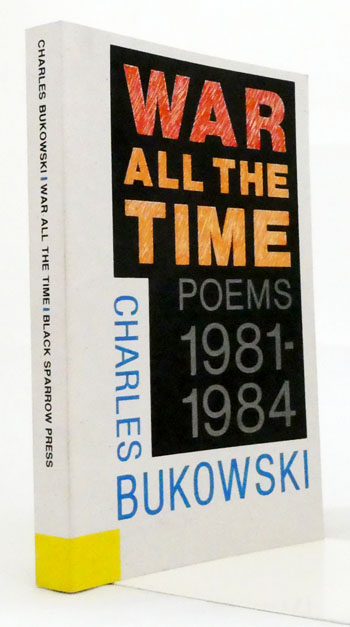 CHARLES BUKOWSKI | WAR ALL THE TIME | BLACK SPARROW PRESS
WAR
ALL THE
TIME
POEMS
1981-
1984
CHARLES
BUKOWSKI